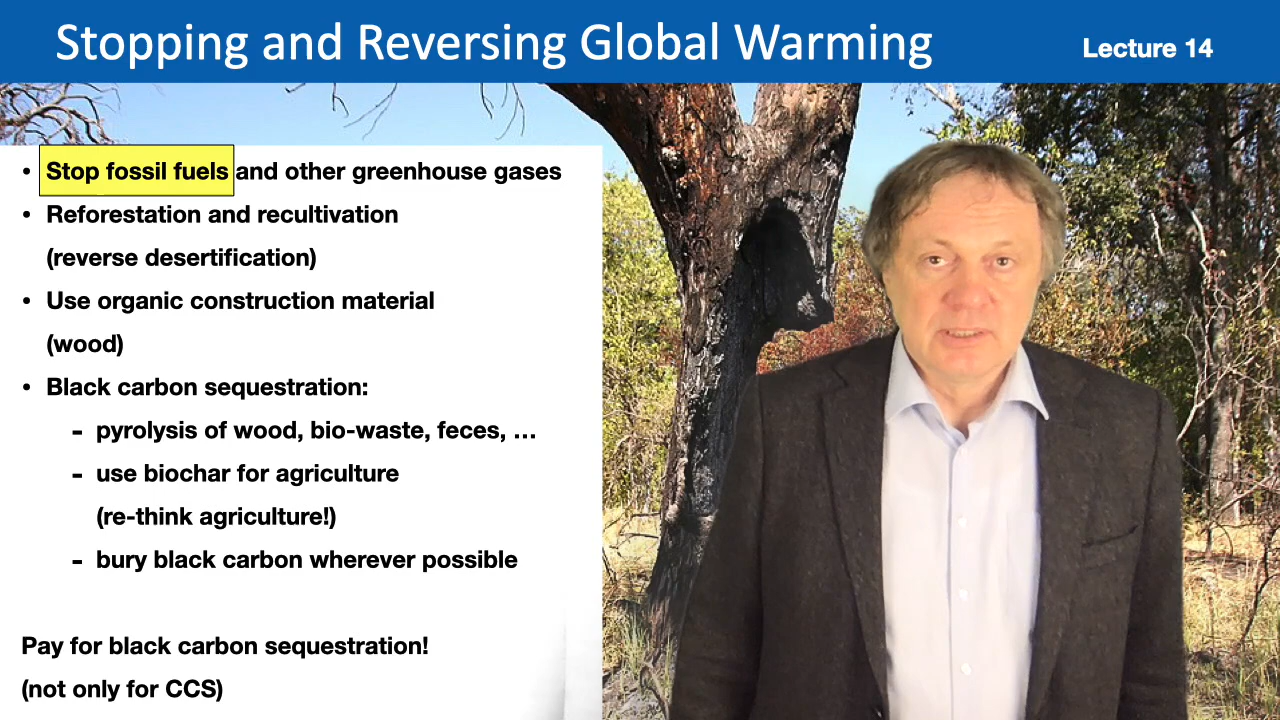 Stopping and Reversing Global Warming
Lecture 14
• Stop fossil fuels and other greenhouse gases
• Reforestation and recultivation
(reverse desertification)
• Use organic construction material
(wood)
• Black carbon sequestration:
- pyrolysis of wood, bio-waste, feces, …
- use biochar for agriculture
(re-think agriculture!)
- bury black carbon wherever possible
Pay for black carbon sequestration!
(not only for CCS)